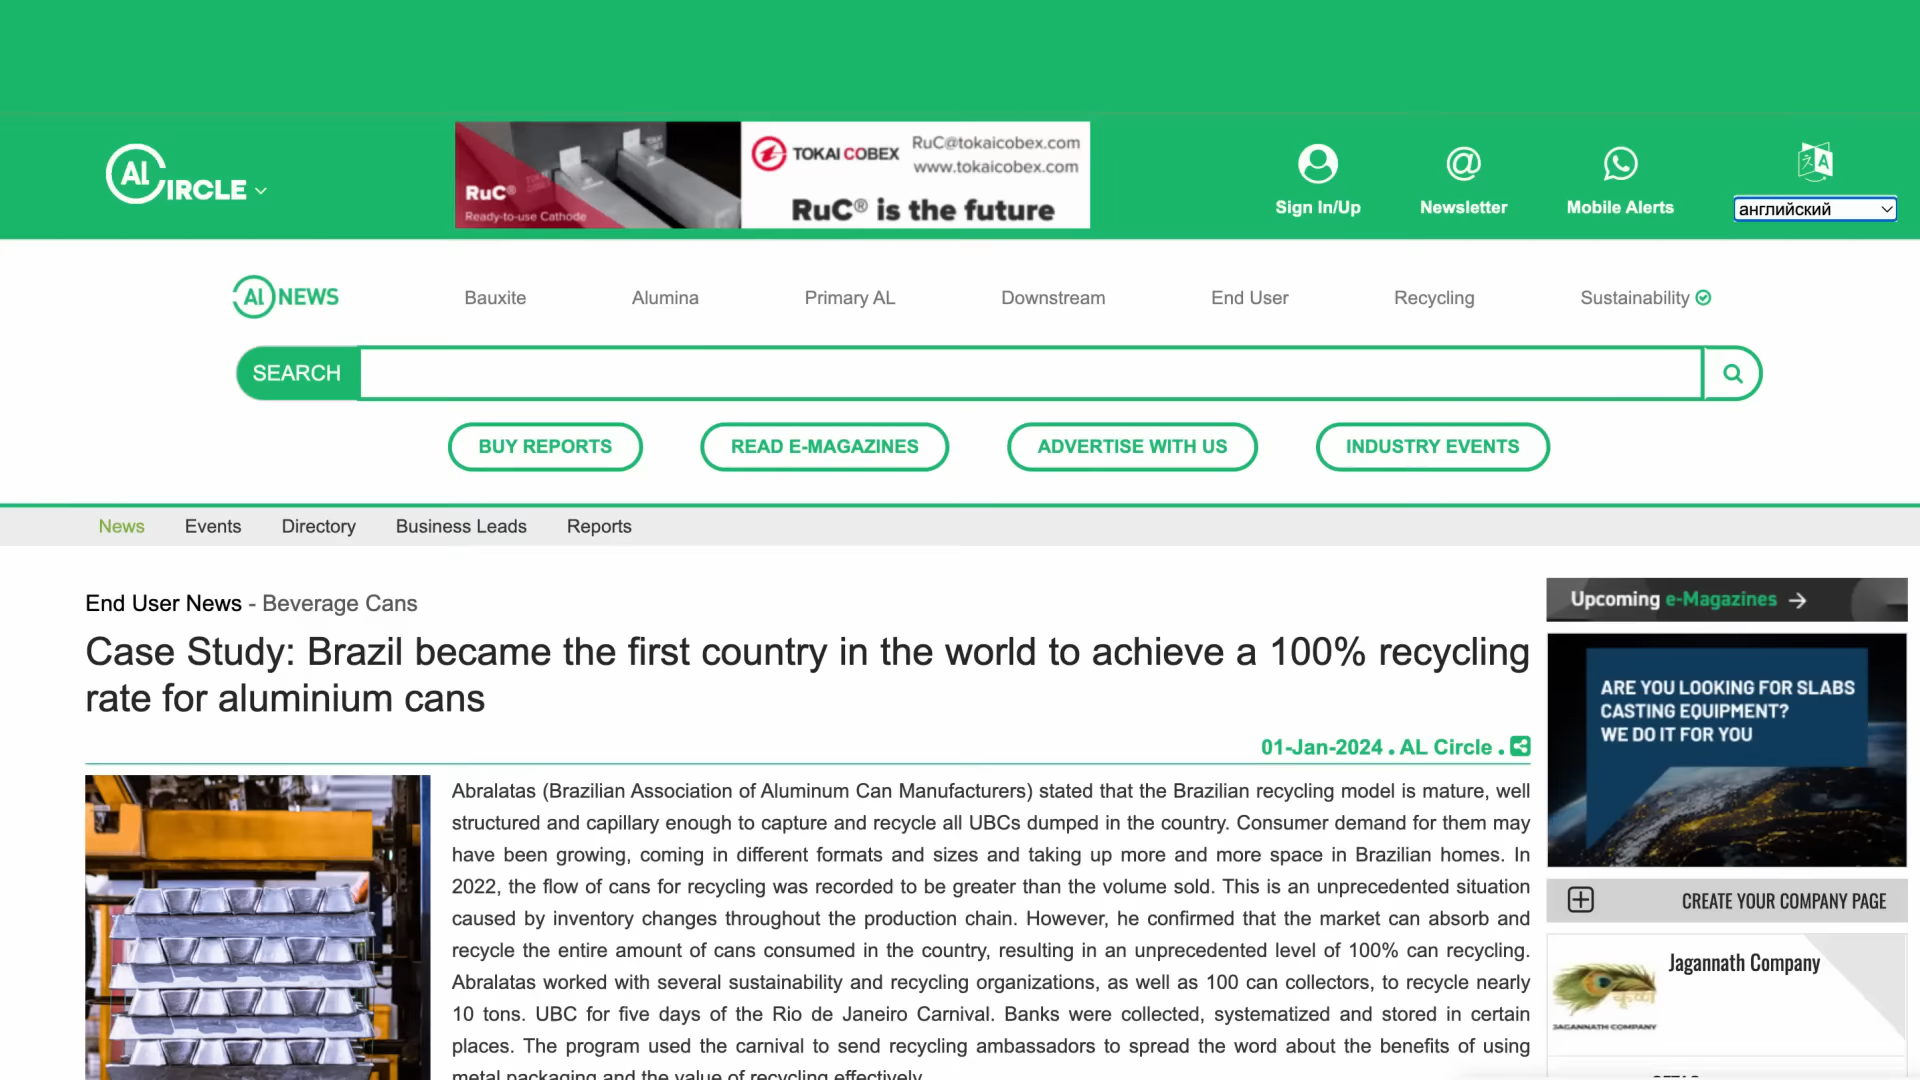 AL CIRCLE
RuC®
Ready-to-use Cathode
TOKAI COBEX
RuC@tokaicobex.com
www.tokaicobex.com
RuC® is the future
Sign In/Up
Newsletter
Mobile Alerts
английский
AL NEWS
Bauxite
Alumina
Primary AL
Downstream
End User
Recycling
Sustainability
SEARCH
BUY REPORTS
READ E-MAGAZINES
ADVERTISE WITH US
INDUSTRY EVENTS
News
Events
Directory
Business Leads
Reports
End User News - Beverage Cans
Case Study: Brazil became the first country in the world to achieve a 100% recycling
rate for aluminium cans
01-Jan-2024 . AL Circle .
Abralatas (Brazilian Association of Aluminum Can Manufacturers) stated that the Brazilian recycling model is mature, well
structured and capillary enough to capture and recycle all UBCs dumped in the country. Consumer demand for them may
have been growing, coming in different formats and sizes and taking up more and more space in Brazilian homes. In
2022, the flow of cans for recycling was recorded to be greater than the volume sold. This is an unprecedented situation
caused by inventory changes throughout the production chain. However, he confirmed that the market can absorb and
recycle the entire amount of cans consumed in the country, resulting in an unprecedented level of 100% can recycling.
Abralatas worked with several sustainability and recycling organizations, as well as 100 can collectors, to recycle nearly
10 tons. UBC for five days of the Rio de Janeiro Carnival. Banks were collected, systematized and stored in certain
places. The program used the carnival to send recycling ambassadors to spread the word about the benefits of using
metal packaging and the value of recycling effectively.
Upcoming e-Magazines
ARE YOU LOOKING FOR SLABS
CASTING EQUIPMENT?
WE DO IT FOR YOU
CREATE YOUR COMPANY PAGE
Jagannath Company
JAGANNATH COMPANY